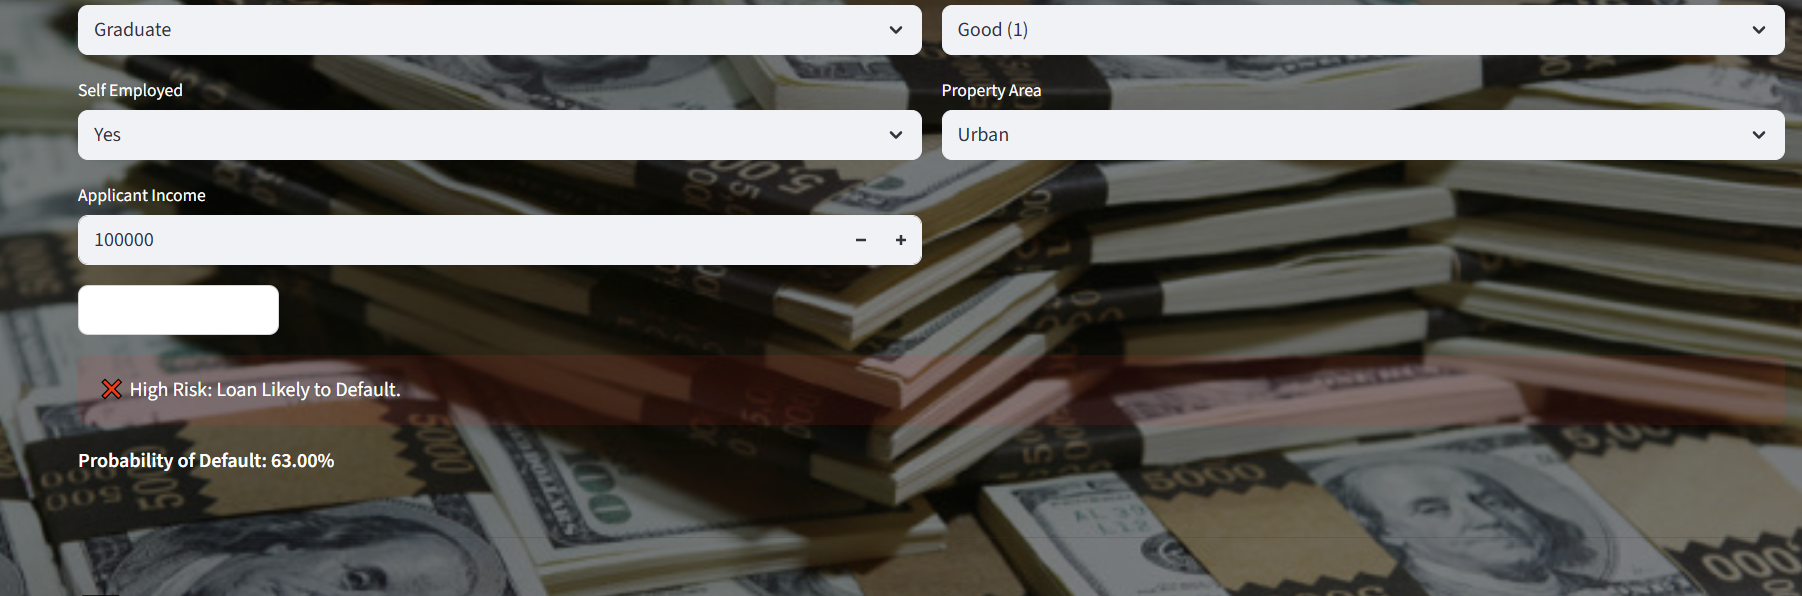 Graduate
Good (1)
Self Employed
Property Area
Yes
Urban
Applicant Income
100000
High Risk: Loan Likely to Default.
Probability of Default: 63.00%
5000